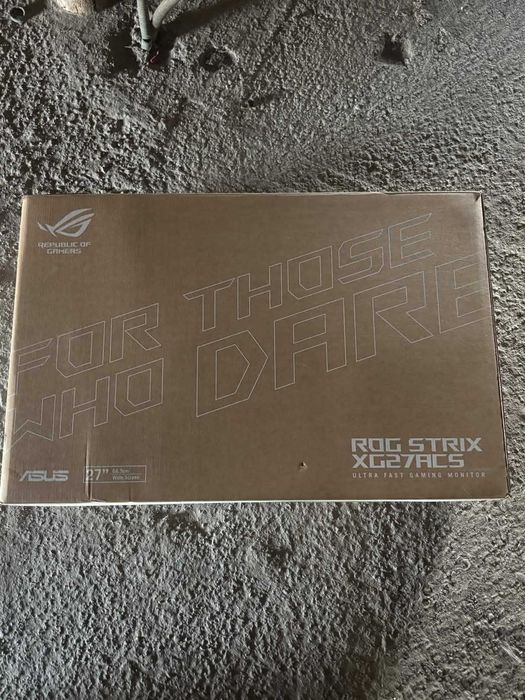 REPUBLIC OF
GAMERS
FOR THOSE
WHO DARE
ROG STRIX
XG27ACS
ULTRA FAST GAMING MONITOR
ASUS
27"
Wide Screen